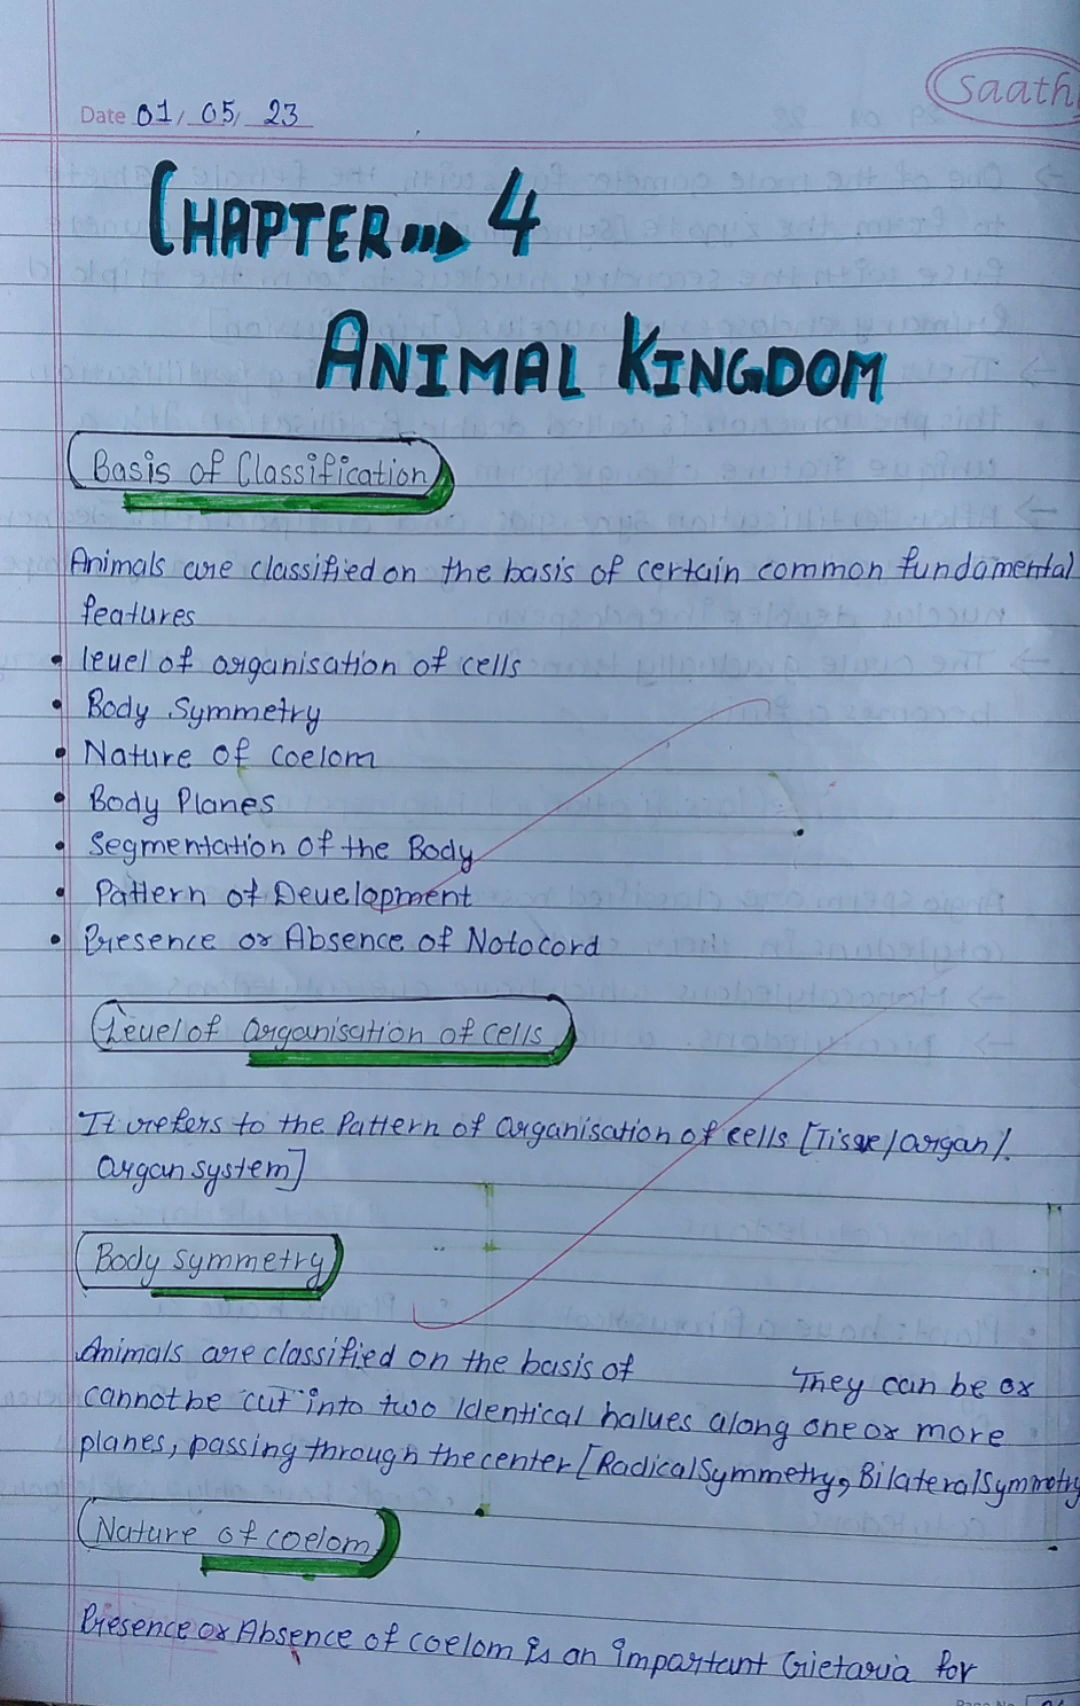 Saathi
Date 01/ 05/ 23
CHAPTER 4
ANIMAL KINGDOM
Basis of Classification
Animals are classified on the basis of certain common fundamental
features
• level of organisation of cells
• Body Symmetry
• Nature of Coelom
• Body Planes
• Segmentation of the Body
• Pattern of Development
• Presence or Absence of Notocord
Level of organisation of cells
It refers to the Pattern of organisation of cells [Tissue/organ/.
organ system]
Body symmetry
Animals are classified on the basis of They can be or
cannot be cut into two Identical halves along one or more
planes, passing through the center [Radical Symmetry, Bilateral Symmetry
Nature of coelom
Presence or Absence of coelom is an important Crietaria for